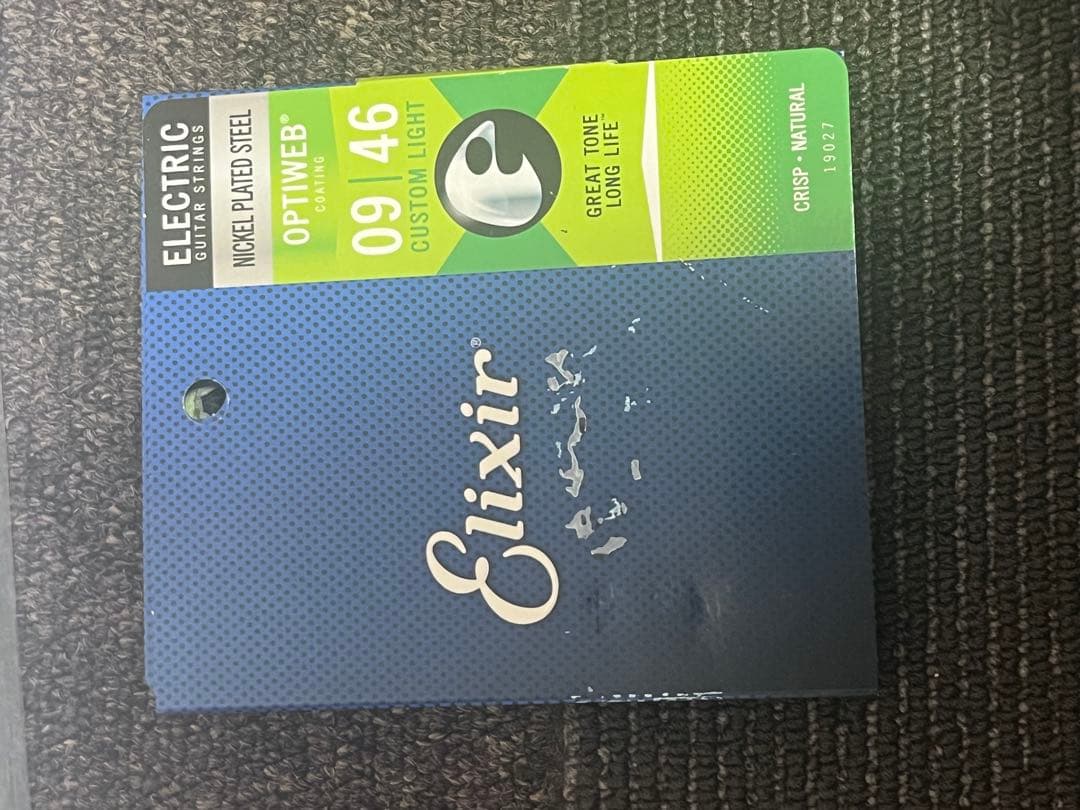 ELECTRIC
GUITAR STRINGS
NICKEL PLATED STEEL
OPTIWEB®
COATING
09 | 46
CUSTOM LIGHT
GREAT TONE
LONG LIFE™
CRISP • NATURAL
19027
Elixir®